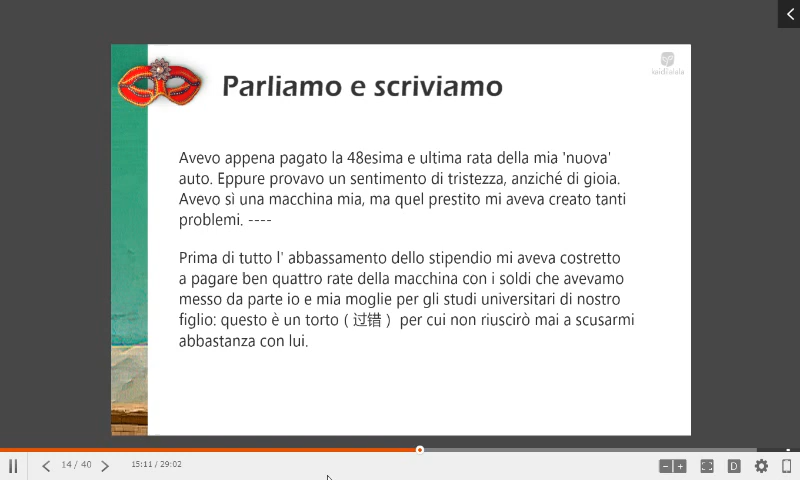 Parliamo e scriviamo
Avevo appena pagato la 48esima e ultima rata della mia 'nuova'
auto. Eppure provavo un sentimento di tristezza, anziché di gioia.
Avevo sì una macchina mia, ma quel prestito mi aveva creato tanti
problemi. ----
Prima di tutto l' abbassamento dello stipendio mi aveva costretto
a pagare ben quattro rate della macchina con i soldi che avevamo
messo da parte io e mia moglie per gli studi universitari di nostro
figlio: questo è un torto ( 过错 ) per cui non riuscirò mai a scusarmi
abbastanza con lui.
14 / 40
15:11 / 29:02
D